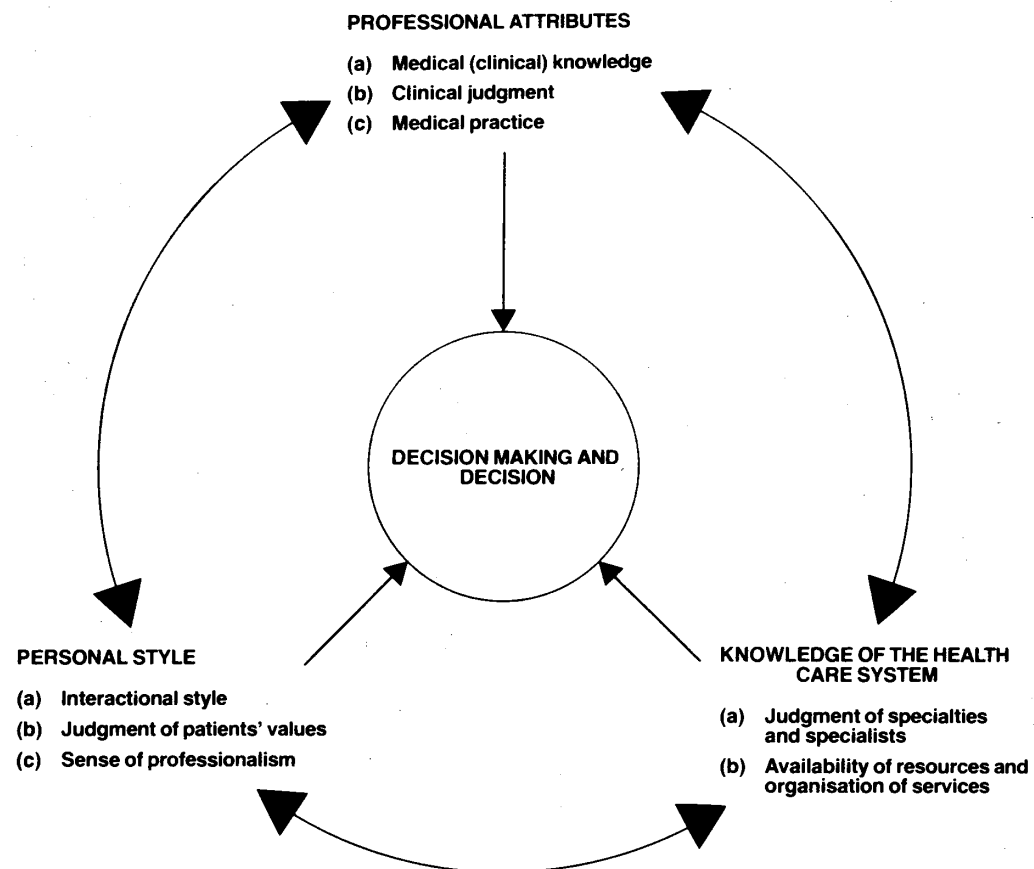 PROFESSIONAL ATTRIBUTES
(a) Medical (clinical) knowledge
(b) Clinical judgment
(c) Medical practice
DECISION MAKING AND
DECISION
PERSONAL STYLE
(a) Interactional style
(b) Judgment of patients' values
(c) Sense of professionalism
KNOWLEDGE OF THE HEALTH
CARE SYSTEM
(a) Judgment of specialties
and specialists
(b) Availability of resources and
organisation of services